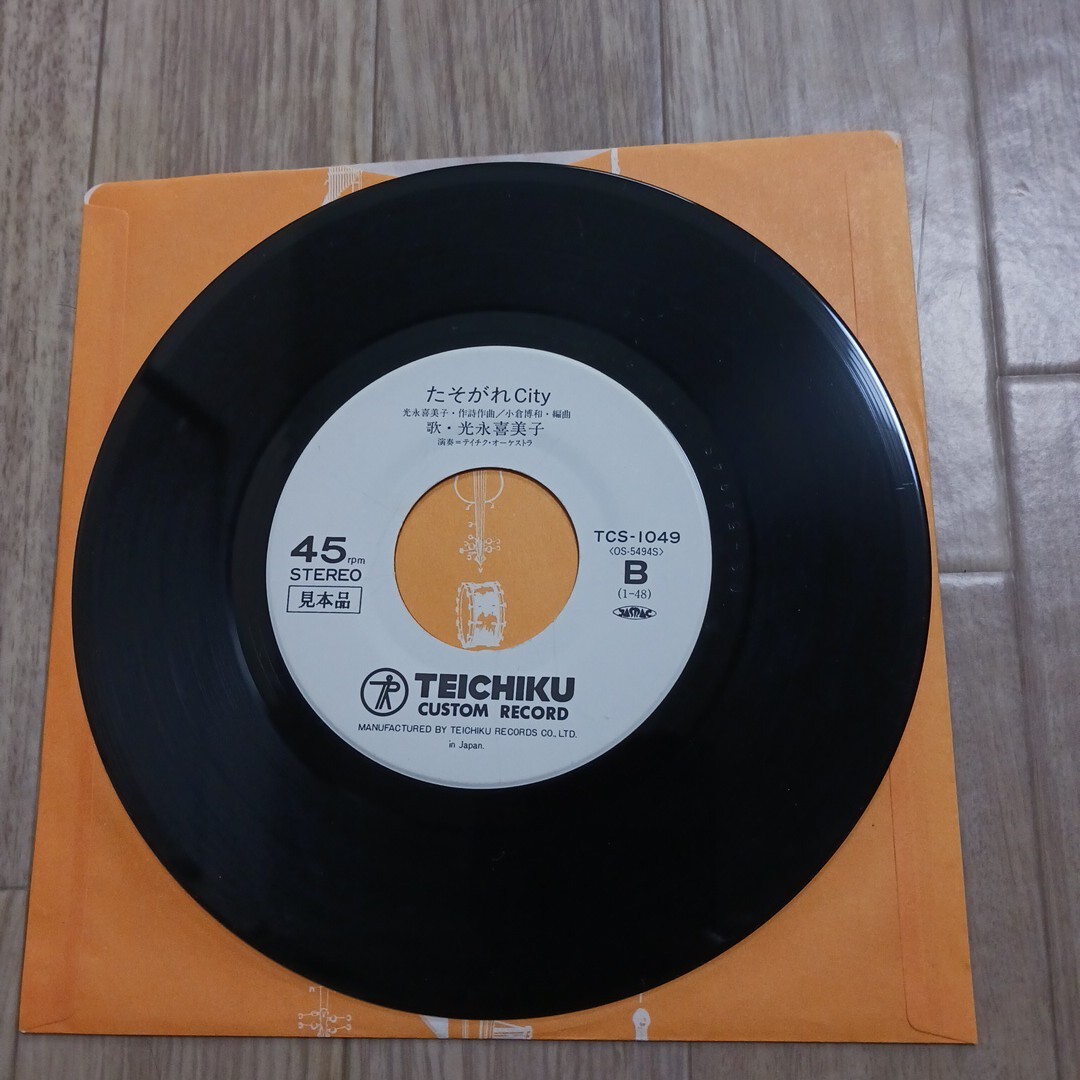 たそがれCity
光永喜美子・作詩作曲/小倉博和・編曲
歌・光永喜美子
演奏=テイチク・オーケストラ
45rpm
STEREO
見本品
TCS-1049
<OS-5494S>
B
(1-48)
JASRAC
TEICHIKU
CUSTOM RECORD
MANUFACTURED BY TEICHIKU RECORDS CO., LTD.
in Japan.